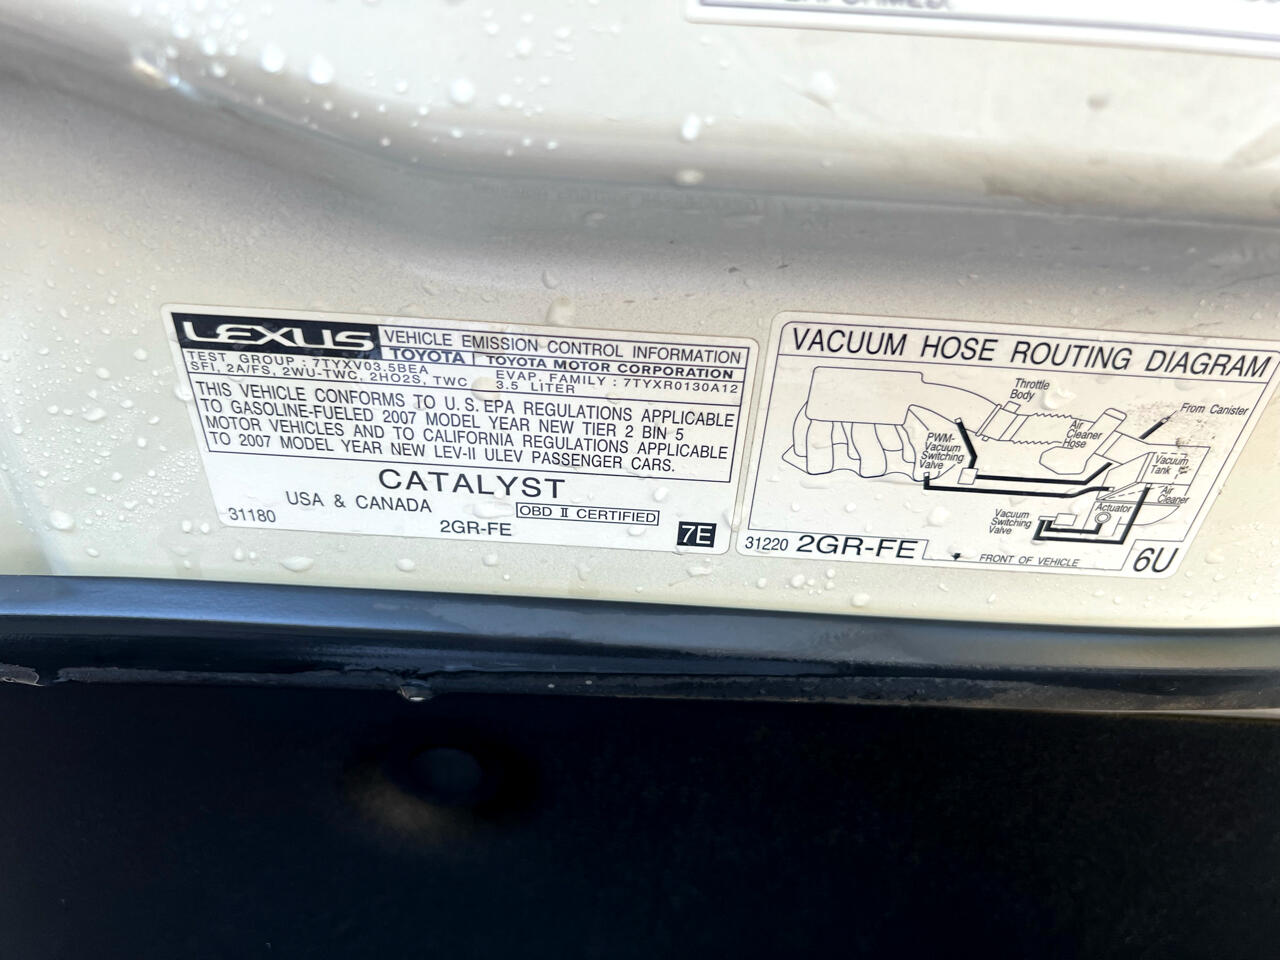 LEXUS VEHICLE EMISSION CONTROL INFORMATION
TOYOTA TOYOTA MOTOR CORPORATION
TEST GROUP : 7TYXV03.5BEA EVAP. FAMILY : 7TYXR0130A12
SFI, 2A/FS, 2WU-TWC, 2HO2S, TWC 3.5 LITER
THIS VEHICLE CONFORMS TO U.S. EPA REGULATIONS APPLICABLE
TO GASOLINE-FUELED 2007 MODEL YEAR NEW TIER 2 BIN 5
MOTOR VEHICLES AND TO CALIFORNIA REGULATIONS APPLICABLE
TO 2007 MODEL YEAR NEW LEV-II ULEV PASSENGER CARS.
CATALYST
USA & CANADA OBD II CERTIFIED
31180 2GR-FE 7E
VACUUM HOSE ROUTING DIAGRAM
Throttle
Body
From Canister
Air
Cleaner
Hose
PWM-
Vacuum
Switching
Valve
Vacuum
Tank
Air
Cleaner
Actuator
Vacuum
Switching
Valve
31220 2GR-FE FRONT OF VEHICLE 6U